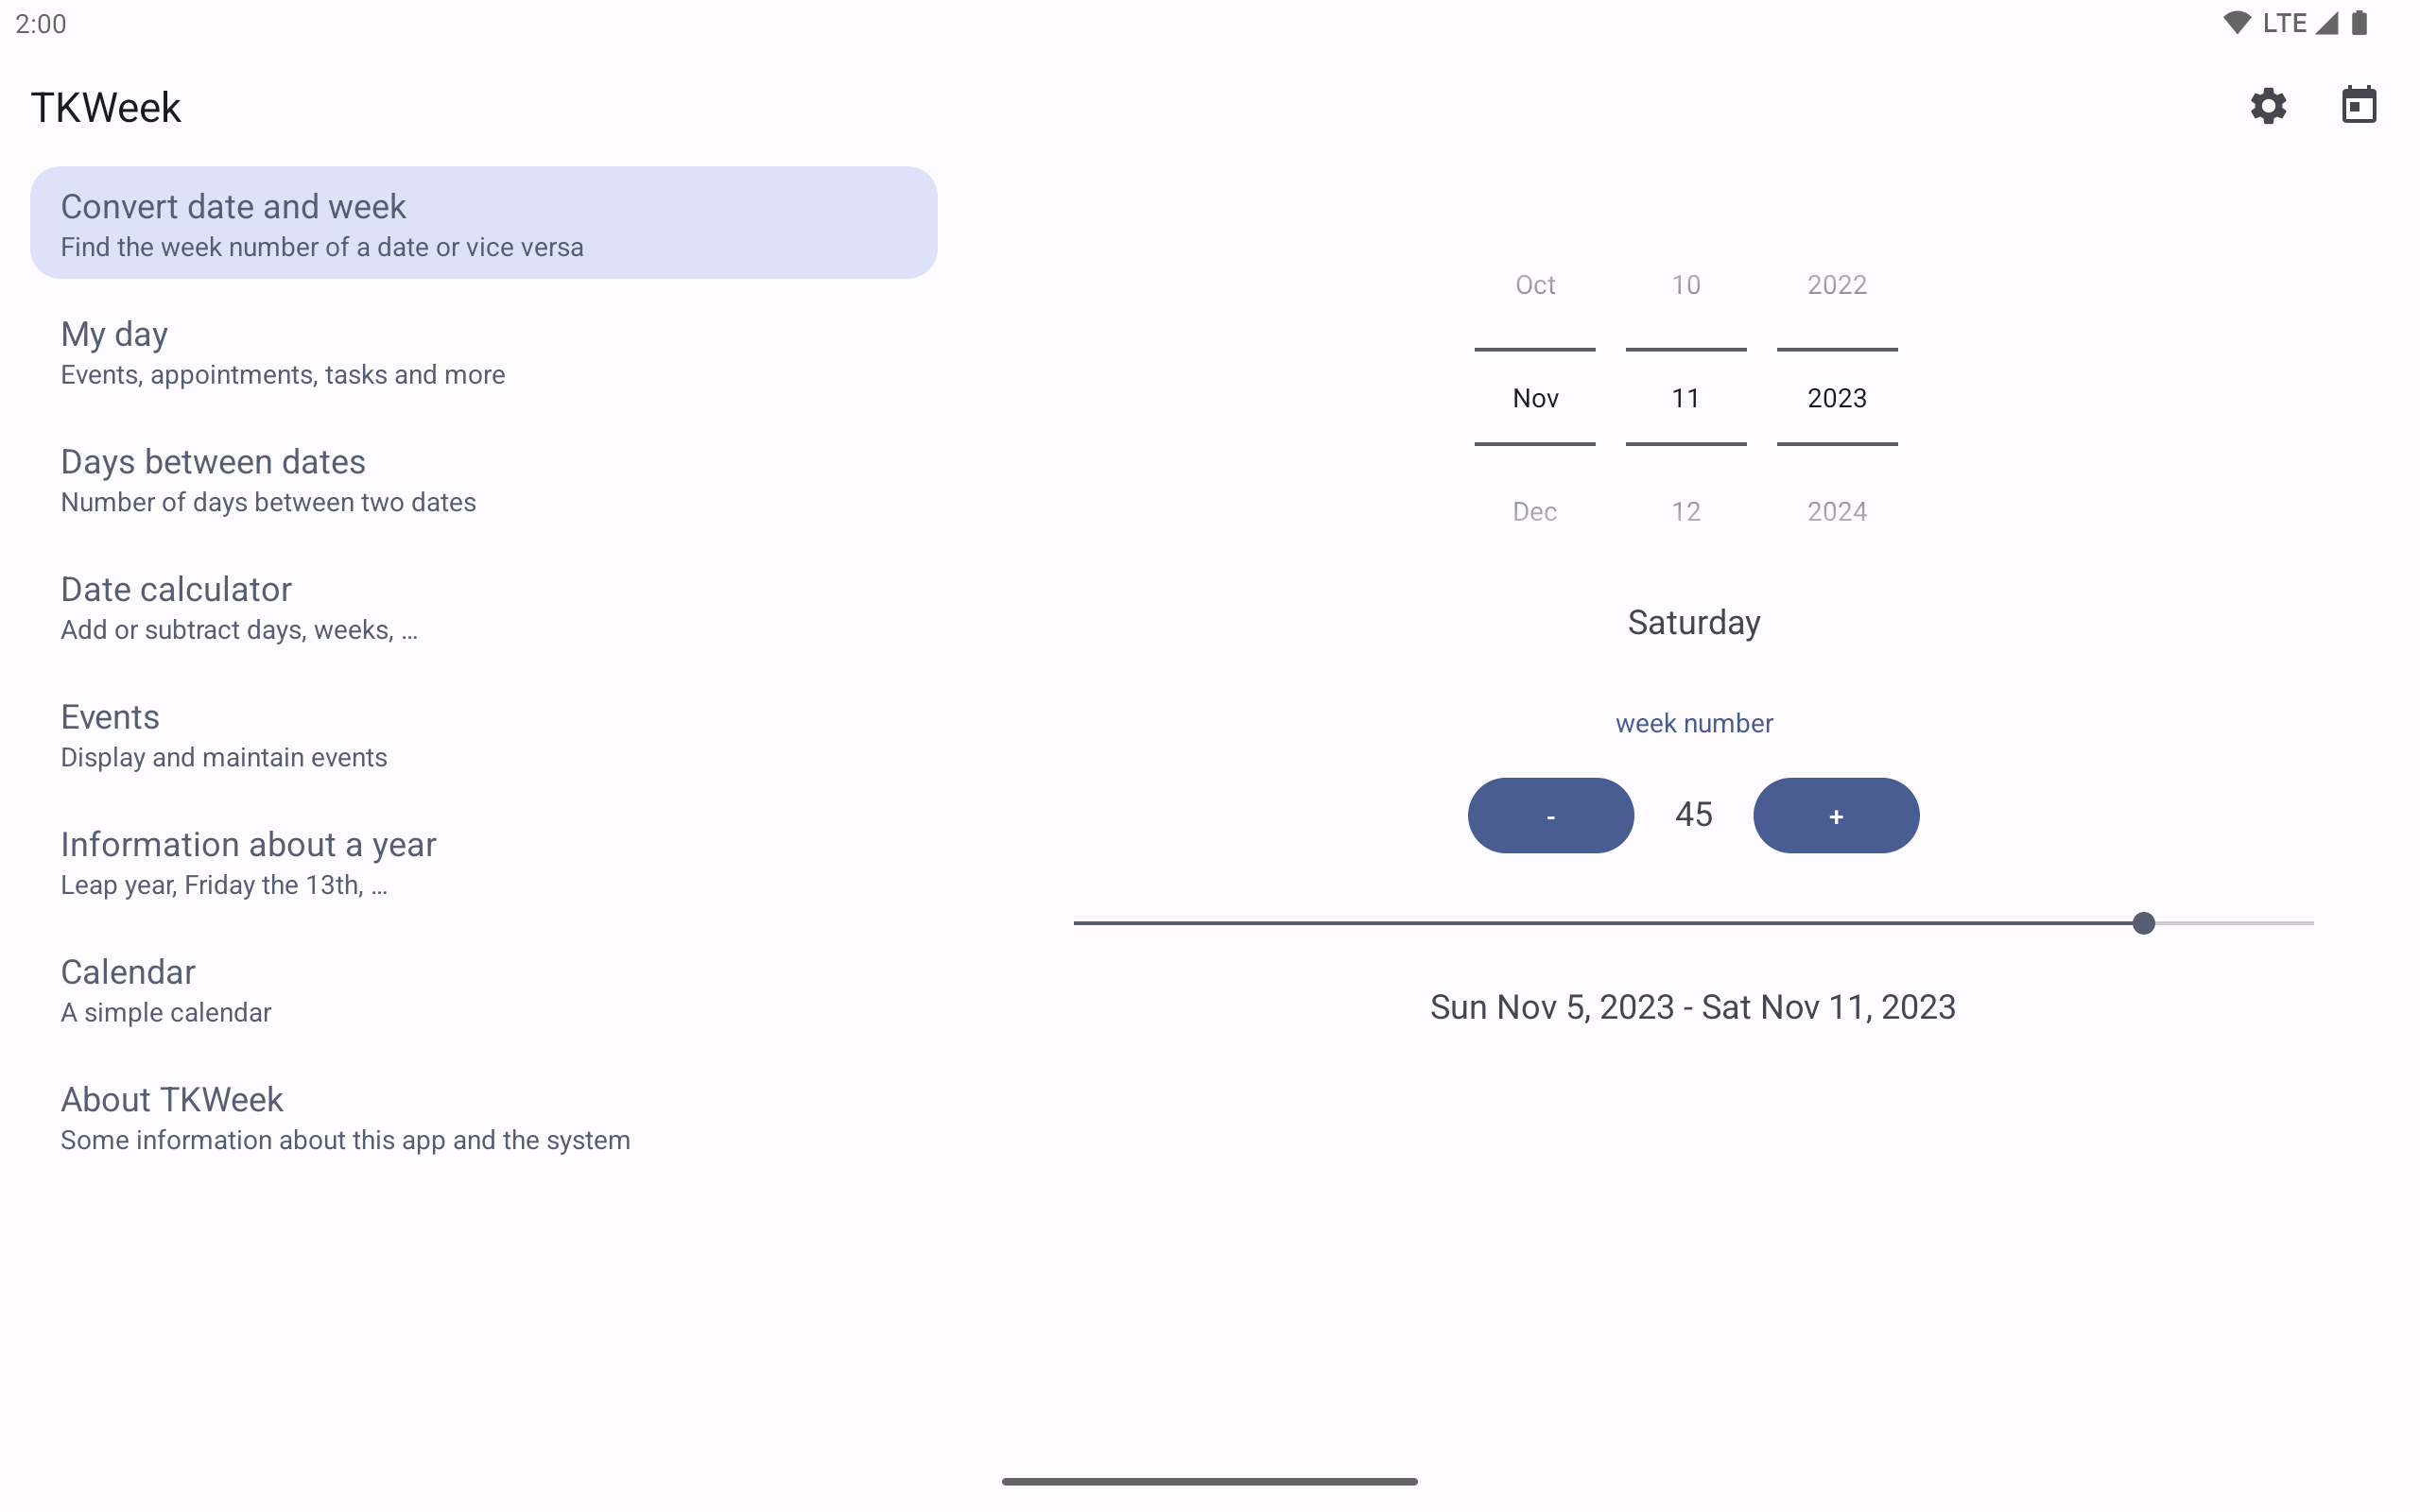 2:00
LTE
TKWeek
Convert date and week
Find the week number of a date or vice versa
My day
Events, appointments, tasks and more
Days between dates
Number of days between two dates
Date calculator
Add or subtract days, weeks, …
Events
Display and maintain events
Information about a year
Leap year, Friday the 13th, …
Calendar
A simple calendar
About TKWeek
Some information about this app and the system
Oct 10 2022
Nov 11 2023
Dec 12 2024
Saturday
week number
- 45 +
Sun Nov 5, 2023 - Sat Nov 11, 2023